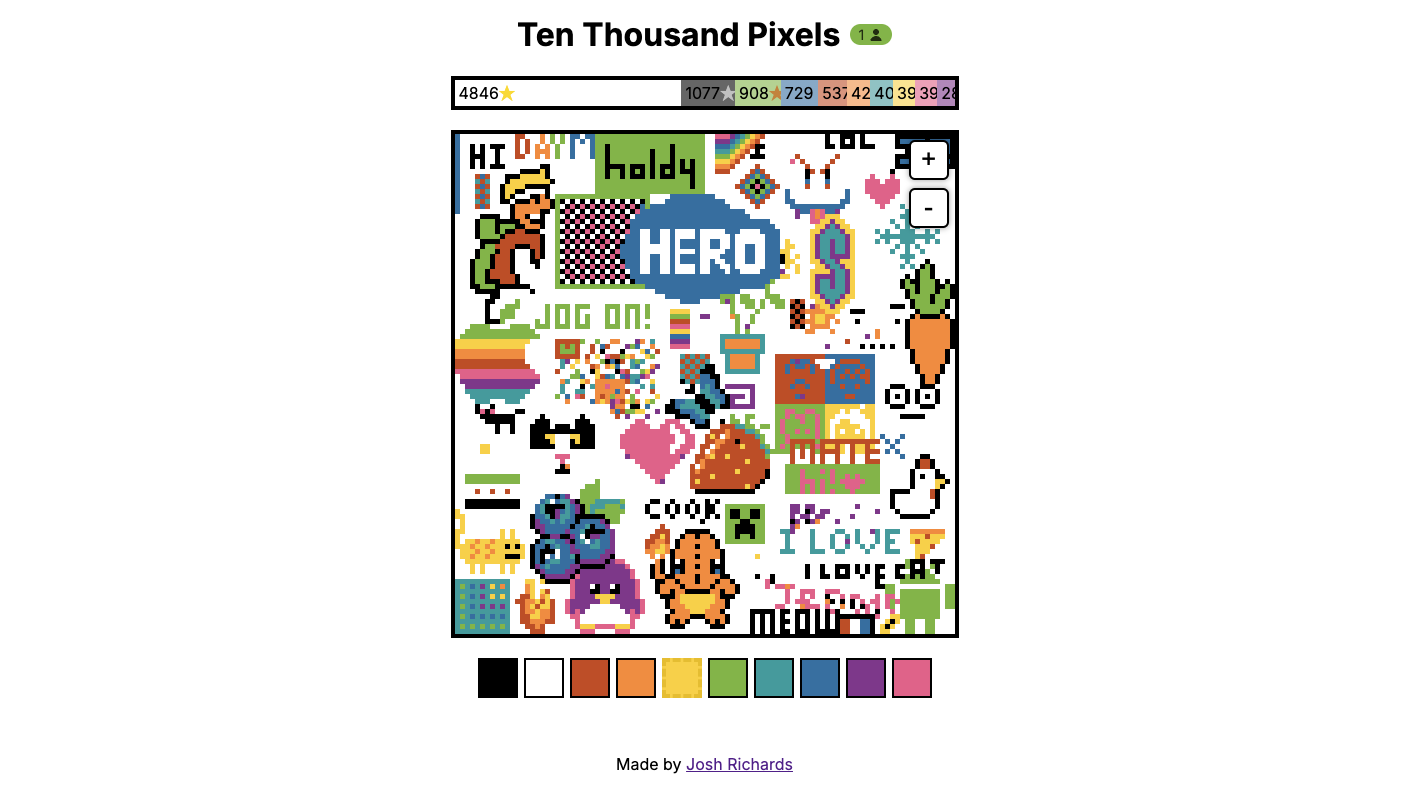 Ten Thousand Pixels 1
4846 1077 908 729 537 42 40 39 39 28
HI DAYM holdy LOL
+
-
HERO
S
JOG ON!
MATE
hi!
COOK
I LOVE
I LOVE CAT
MEOW
Made by Josh Richards